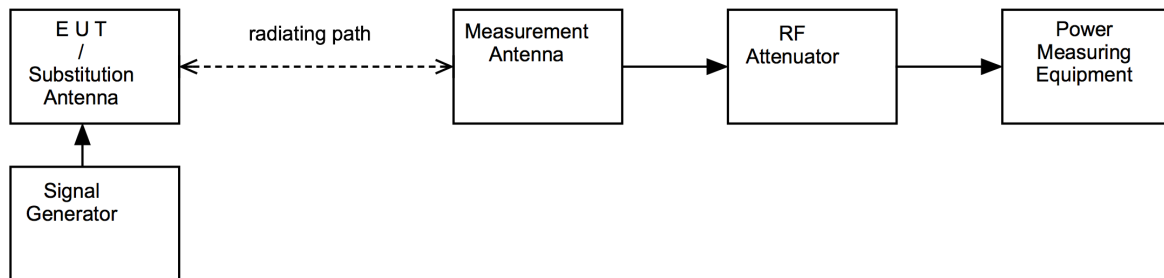 E U T
/
Substitution
Antenna
radiating path
Measurement
Antenna
RF
Attenuator
Power
Measuring
Equipment
Signal
Generator